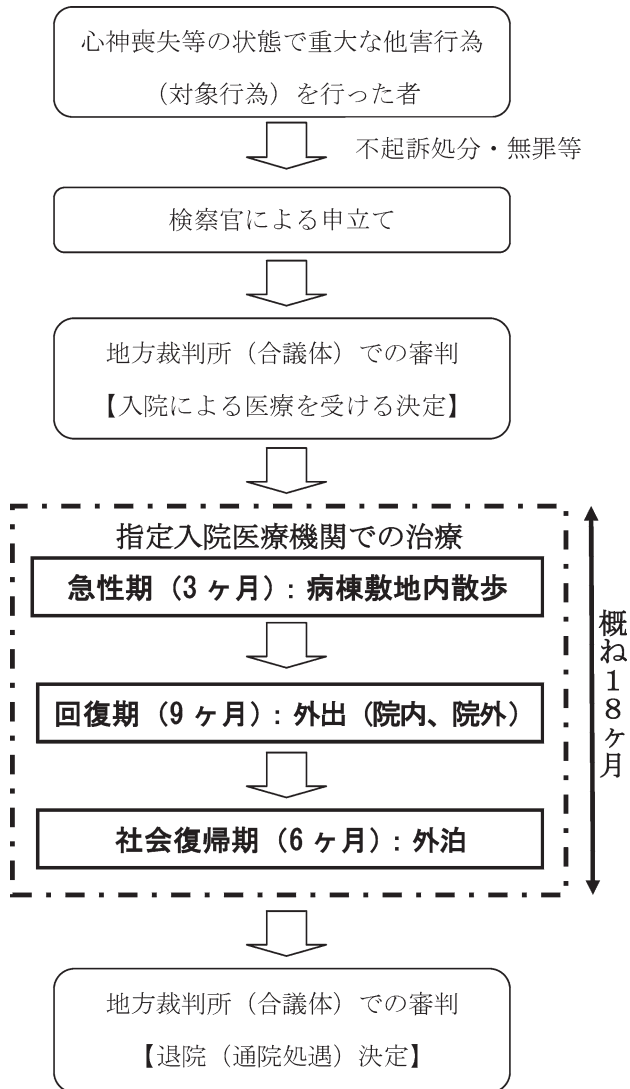 心神喪失等の状態で重大な他害行為
（対象行為）を行った者
不起訴処分・無罪等
検察官による申立て
地方裁判所（合議体）での審判
【入院による医療を受ける決定】
指定入院医療機関での治療
急性期（3ヶ月）：病棟敷地内散歩
回復期（9ヶ月）：外出（院内、院外）
社会復帰期（6ヶ月）：外泊
概ね18ヶ月
地方裁判所（合議体）での審判
【退院（通院処遇）決定】